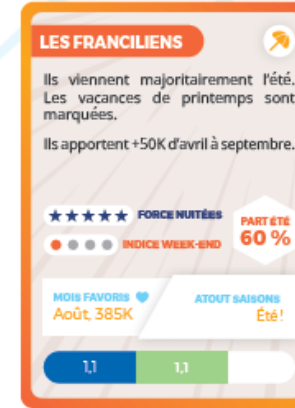 LES FRANCILIENS
Ils viennent majoritairement l'été.
Les vacances de printemps sont
marquées.
Ils apportent +50K d'avril à septembre.
FORCE NUITÉES
INDICE WEEK-END
PART ÉTÉ
60 %
MOIS FAVORIS
Août, 385K
ATOUT SAISONS
Été !
1,1
1,1